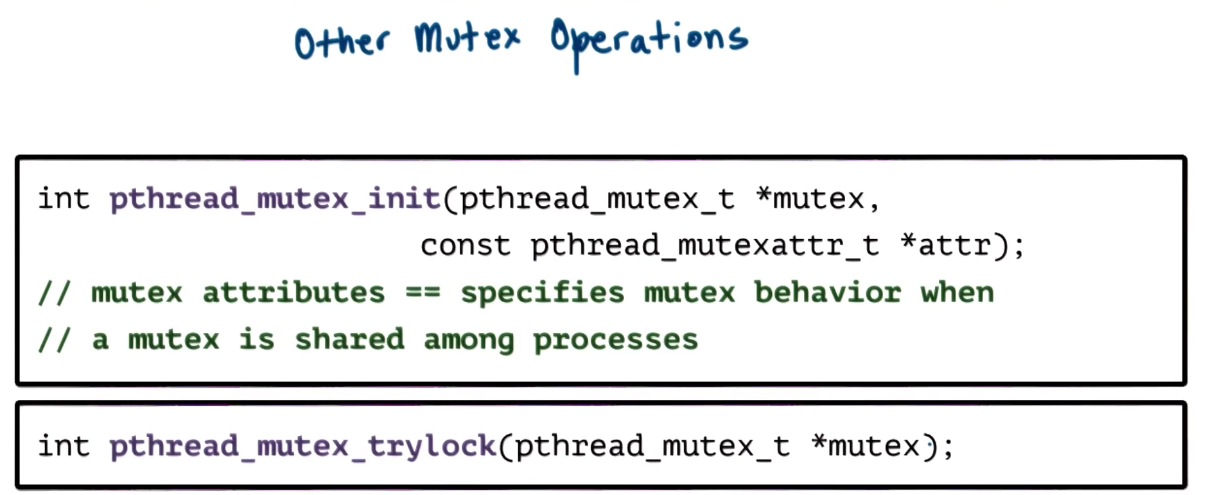 Other Mutex Operations
int pthread_mutex_init(pthread_mutex_t *mutex,
const pthread_mutexattr_t *attr);
// mutex attributes == specifies mutex behavior when
// a mutex is shared among processes
int pthread_mutex_trylock(pthread_mutex_t *mutex);